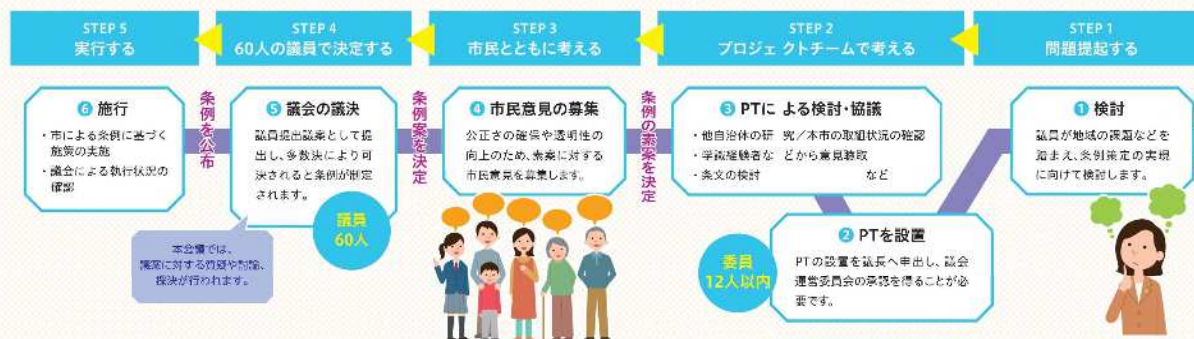 STEP 1
問題提起する
❶ 検討
議員が地域の課題などを
踏まえ、条例策定の実現
に向けて検討します。
STEP 2
プロジェクトチームで考える
❷ PTを設置
PTの設置を議長へ申出し、議会
運営委員会の承認を得ることが必
要です。
委員
12人以内
❸ PTによる検討・協議
・他自治体の研究／本市の取組状況の確認
・学識経験者などから意見聴取
・条文の検討 など
条例の素案を決定
STEP 3
市民とともに考える
❹ 市民意見の募集
公正さの確保や透明性の
向上のため、素案に対する
市民意見を募集します。
条例案を決定
STEP 4
60人の議員で決定する
❺ 議会の議決
議員提出議案として提
出し、多数決により可
決されると条例が制定
されます。
議員
60人
本会議では、
議案に対する質疑や討論、
採決が行われます。
条例を公布
STEP 5
実行する
❻ 施行
・市による条例に基づく
施策の実施
・議会による執行状況の
確認